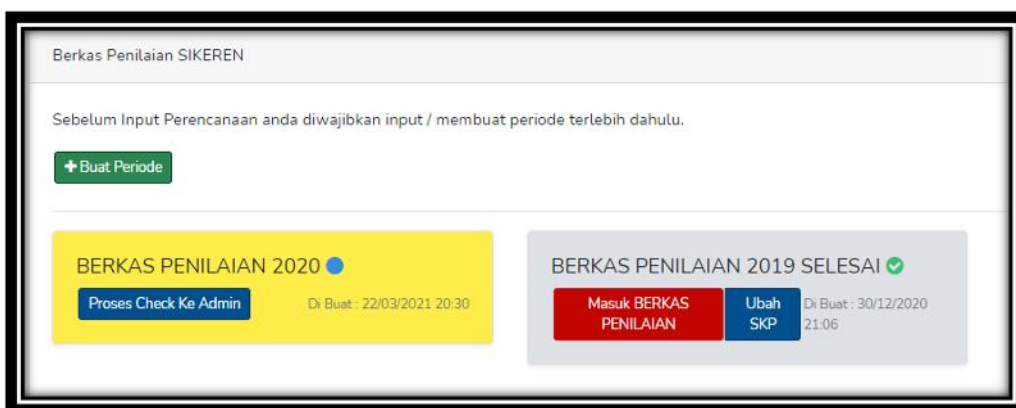 Berkas Penilaian SIKEREN
Sebelum Input Perencanaan anda diwajibkan input / membuat periode terlebih dahulu.
+ Buat Periode
BERKAS PENILAIAN 2020
Proses Check Ke Admin
Di Buat : 22/03/2021 20:30
BERKAS PENILAIAN 2019 SELESAI
Masuk BERKAS
PENILAIAN
Ubah
SKP
Di Buat : 30/12/2020
21:06